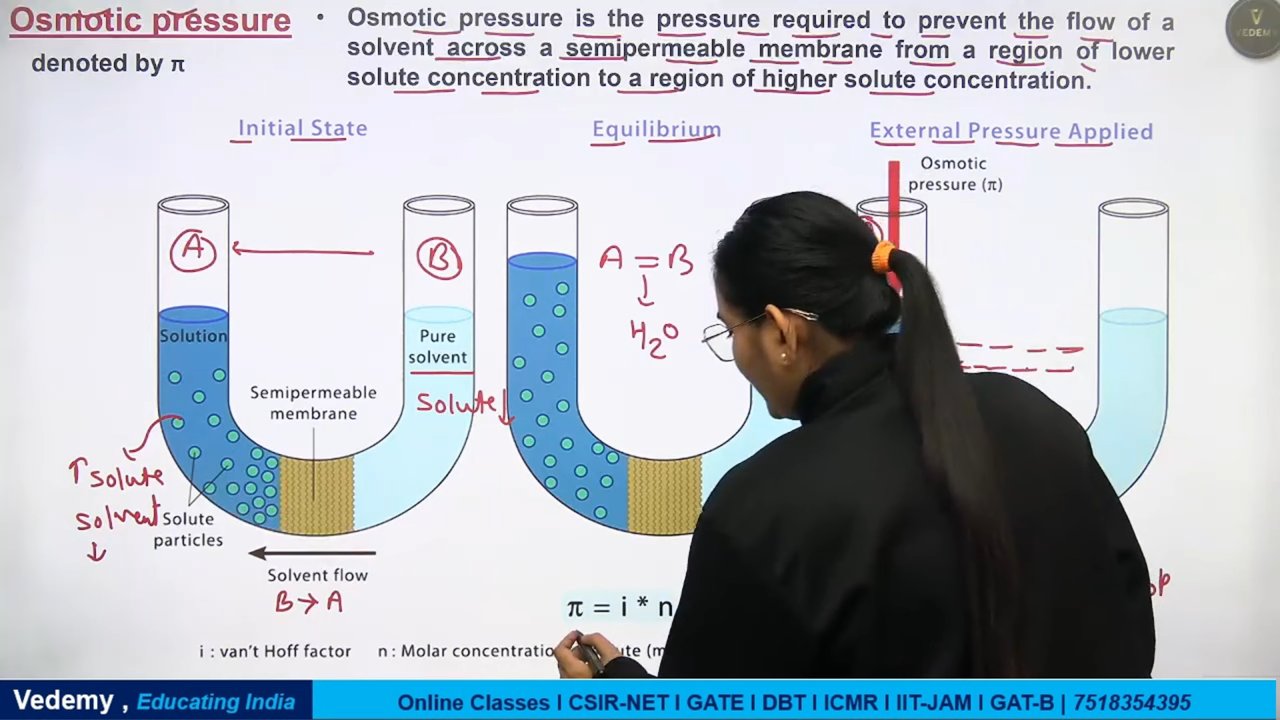 Osmotic pressure
denoted by π
• Osmotic pressure is the pressure required to prevent the flow of a
solvent across a semipermeable membrane from a region of lower
solute concentration to a region of higher solute concentration.
VEDEMY
Initial State
Equilibrium
External Pressure Applied
Osmotic
pressure (π)
A
B
A = B
↓
H₂O
Solution
Pure
solvent
Semipermeable
membrane
Solute ↓
↑ Solute
Solvent
↓
Solute
particles
Solvent flow
B → A
π = i * n
i : van't Hoff factor
n : Molar concentratio
Vedemy , Educating India
Online Classes I CSIR-NET I GATE I DBT I ICMR I IIT-JAM I GAT-B | 7518354395